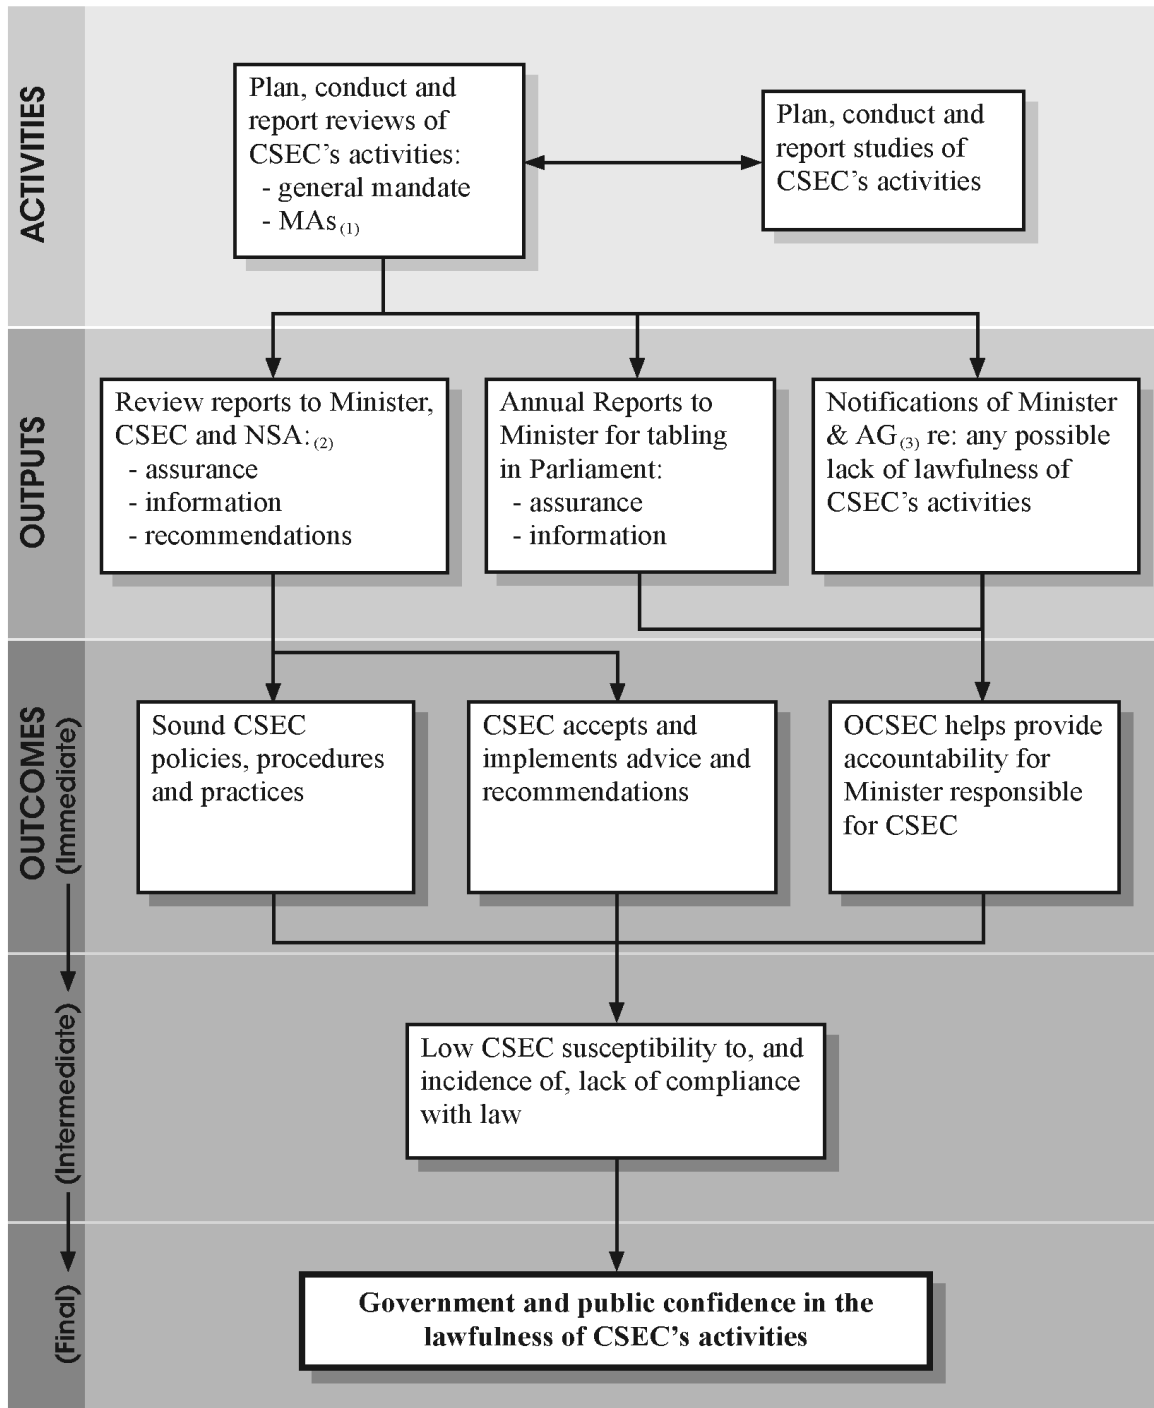 ACTIVITIES
Plan, conduct and
report reviews of
CSEC’s activities:
- general mandate
- MAs (1)
Plan, conduct and
report studies of
CSEC’s activities
OUTPUTS
Review reports to Minister,
CSEC and NSA: (2)
- assurance
- information
- recommendations
Annual Reports to
Minister for tabling
in Parliament:
- assurance
- information
Notifications of Minister
& AG (3) re: any possible
lack of lawfulness of
CSEC’s activities
OUTCOMES
(Immediate)
Sound CSEC
policies, procedures
and practices
CSEC accepts and
implements advice and
recommendations
OCSEC helps provide
accountability for
Minister responsible
for CSEC
(Intermediate)
Low CSEC susceptibility to, and
incidence of, lack of compliance
with law
(Final)
Government and public confidence in the
lawfulness of CSEC’s activities